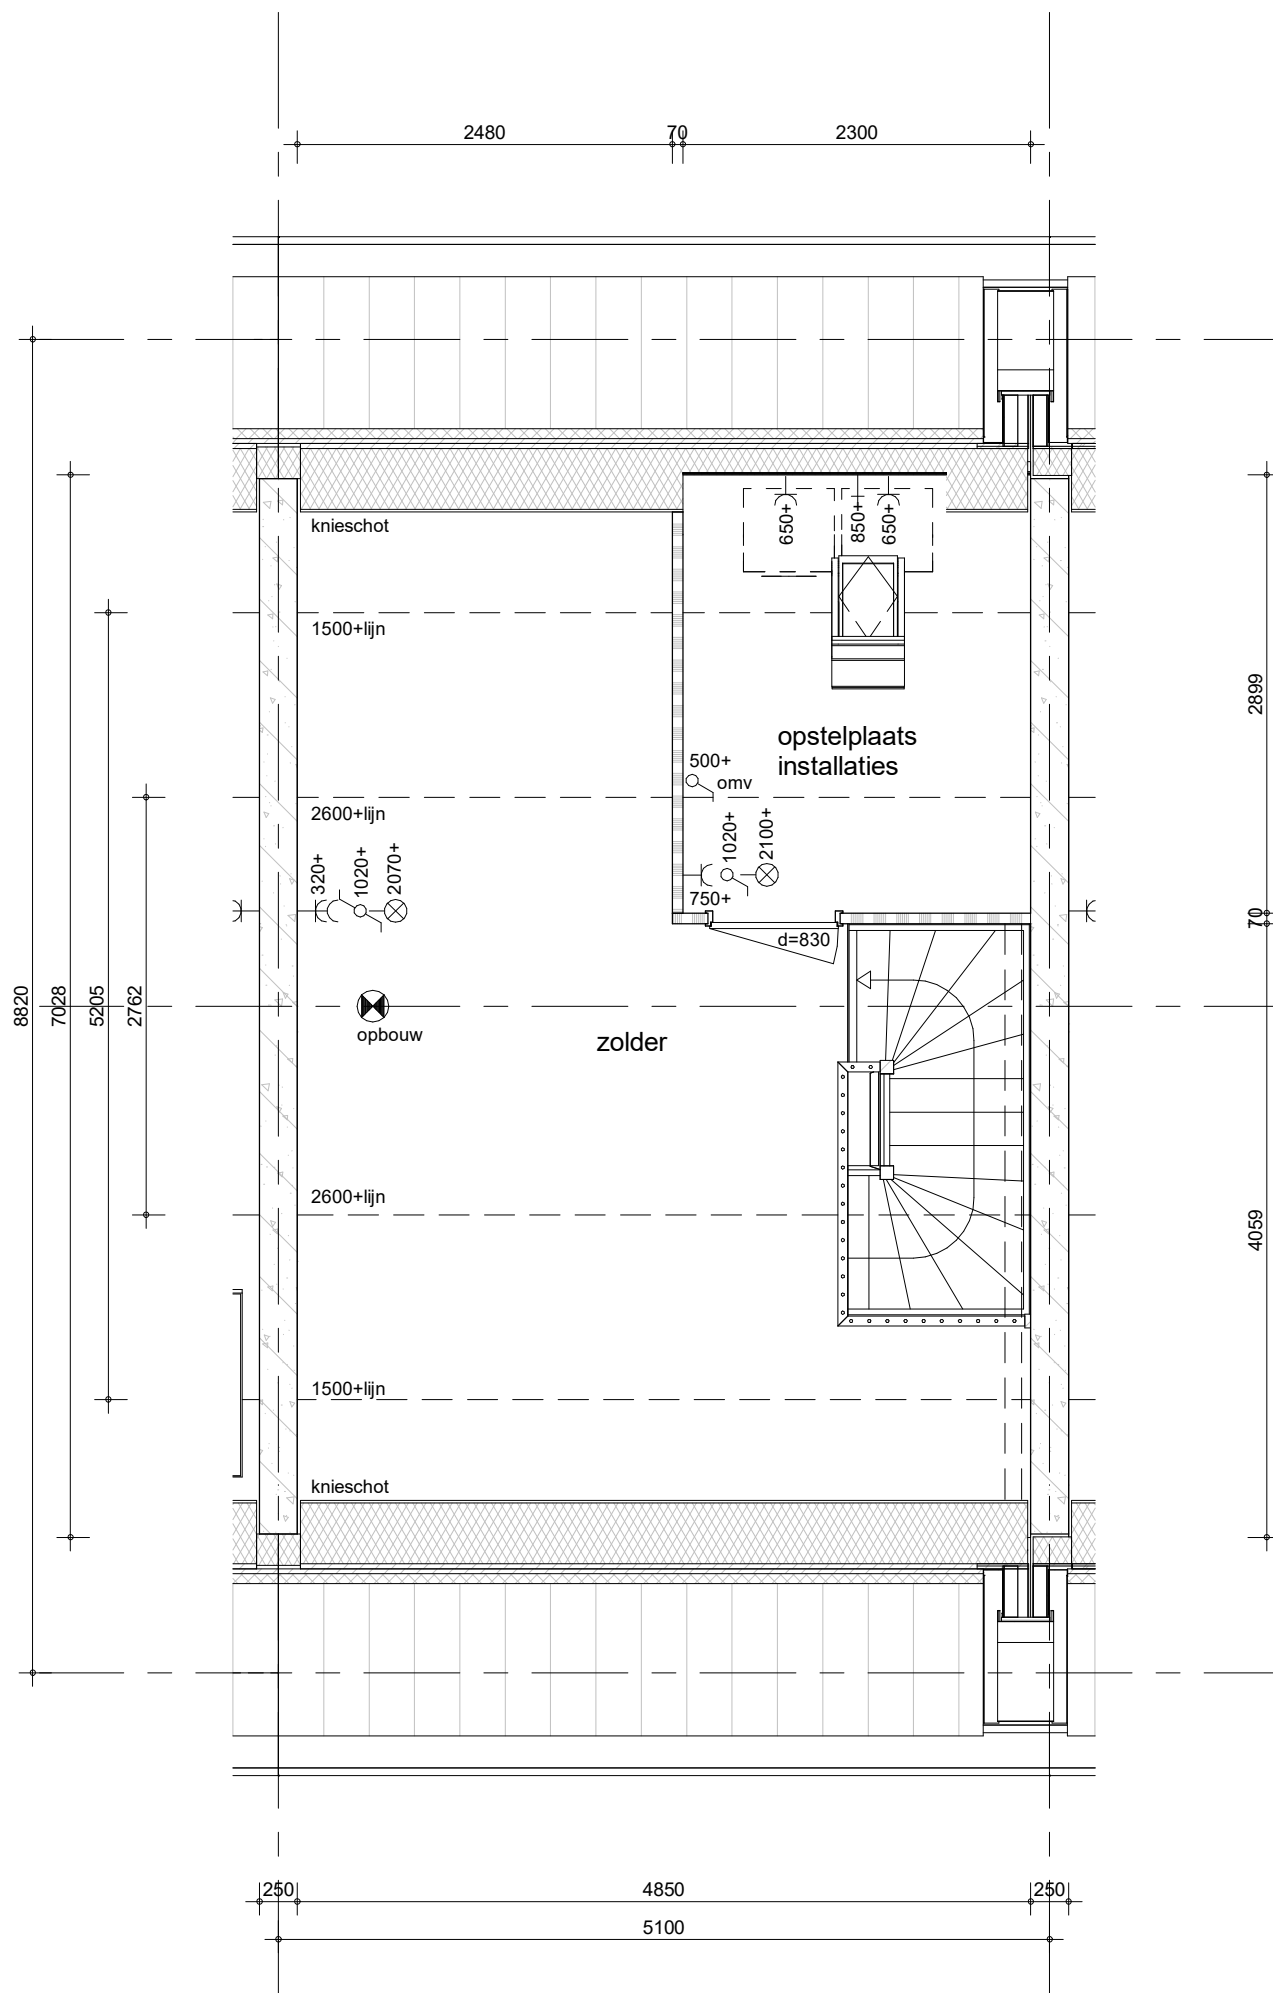 2480
70
2300
knieschot
650+
850+
650+
1500+lijn
2899
opstelplaats
installaties
500+
omv
2600+lijn
320+
1020+
2070+
1020+
2100+
750+
70
d=830
8820
7028
5205
2762
opbouw
zolder
2600+lijn
4059
1500+lijn
knieschot
250
4850
250
5100